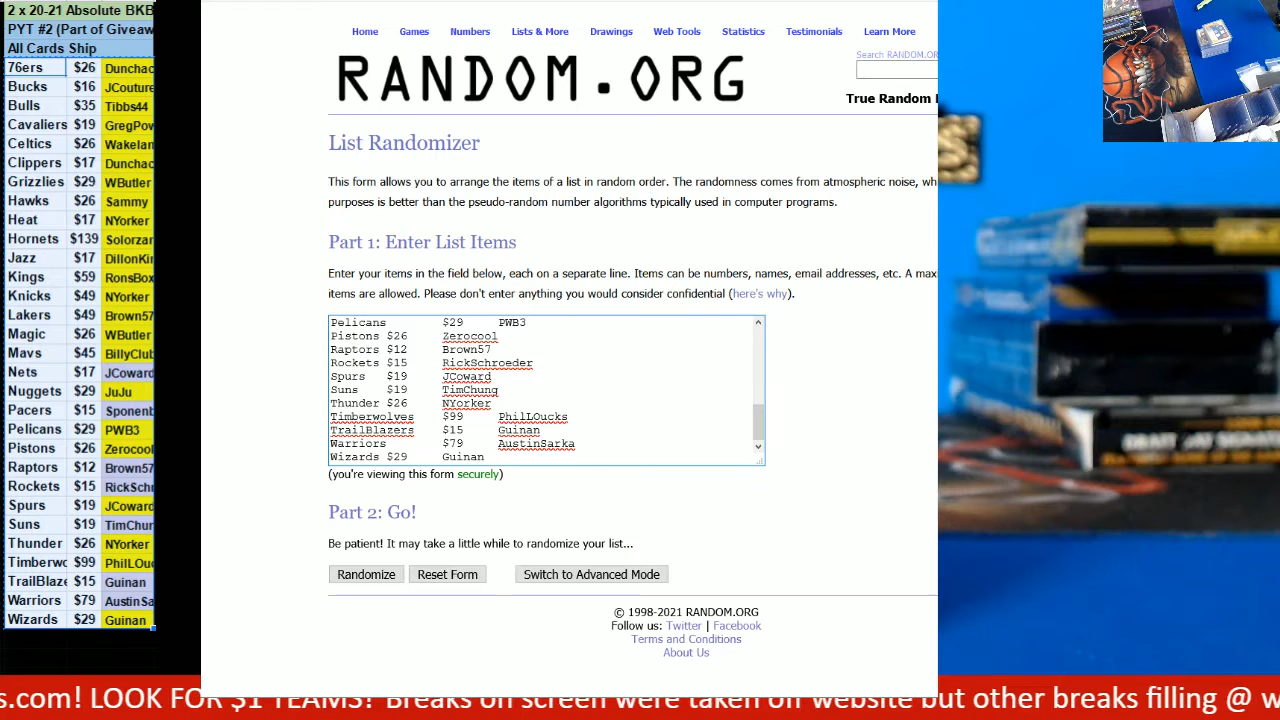 2 x 20-21 Absolute BKB
PYT #2 (Part of Giveaw
All Cards Ship
76ers $26 Dunchac
Bucks $16 JCouture
Bulls $35 Tibbs44
Cavaliers $19 GregPow
Celtics $26 Wakelan
Clippers $17 Dunchac
Grizzlies $29 WButler
Hawks $26 Sammy
Heat $17 NYorker
Hornets $139 Solorzan
Jazz $17 DillonKin
Kings $59 RonsBox
Knicks $49 NYorker
Lakers $49 Brown57
Magic $26 WButler
Mavs $45 BillyClub
Nets $17 JCoward
Nuggets $29 JuJu
Pacers $15 Sponenb
Pelicans $29 PWB3
Pistons $26 Zerocool
Raptors $12 Brown57
Rockets $15 RickSchr
Spurs $19 JCoward
Suns $19 TimChun
Thunder $26 NYorker
Timberwo $99 PhilLOuc
TrailBlaze $15 Guinan
Warriors $79 AustinSa
Wizards $29 Guinan
Home Games Numbers Lists & More Drawings Web Tools Statistics Testimonials Learn More
RANDOM.ORG
Search RANDOM.OR
True Random
List Randomizer
This form allows you to arrange the items of a list in random order. The randomness comes from atmospheric noise, wh
purposes is better than the pseudo-random number algorithms typically used in computer programs.
Part 1: Enter List Items
Enter your items in the field below, each on a separate line. Items can be numbers, names, email addresses, etc. A max
items are allowed. Please don't enter anything you would consider confidential (here's why).
Pelicans $29 PWB3
Pistons $26 Zerocool
Raptors $12 Brown57
Rockets $15 RickSchroeder
Spurs $19 JCoward
Suns $19 TimChung
Thunder $26 NYorker
Timberwolves $99 PhilLOucks
TrailBlazers $15 Guinan
Warriors $79 AustinSarka
Wizards $29 Guinan
(you're viewing this form securely)
Part 2: Go!
Be patient! It may take a little while to randomize your list...
Randomize Reset Form Switch to Advanced Mode
© 1998-2021 RANDOM.ORG
Follow us: Twitter | Facebook
Terms and Conditions
About Us
s.com! LOOK FOR $1 TEAMS! Breaks on screen were taken on website but other breaks filling @ w